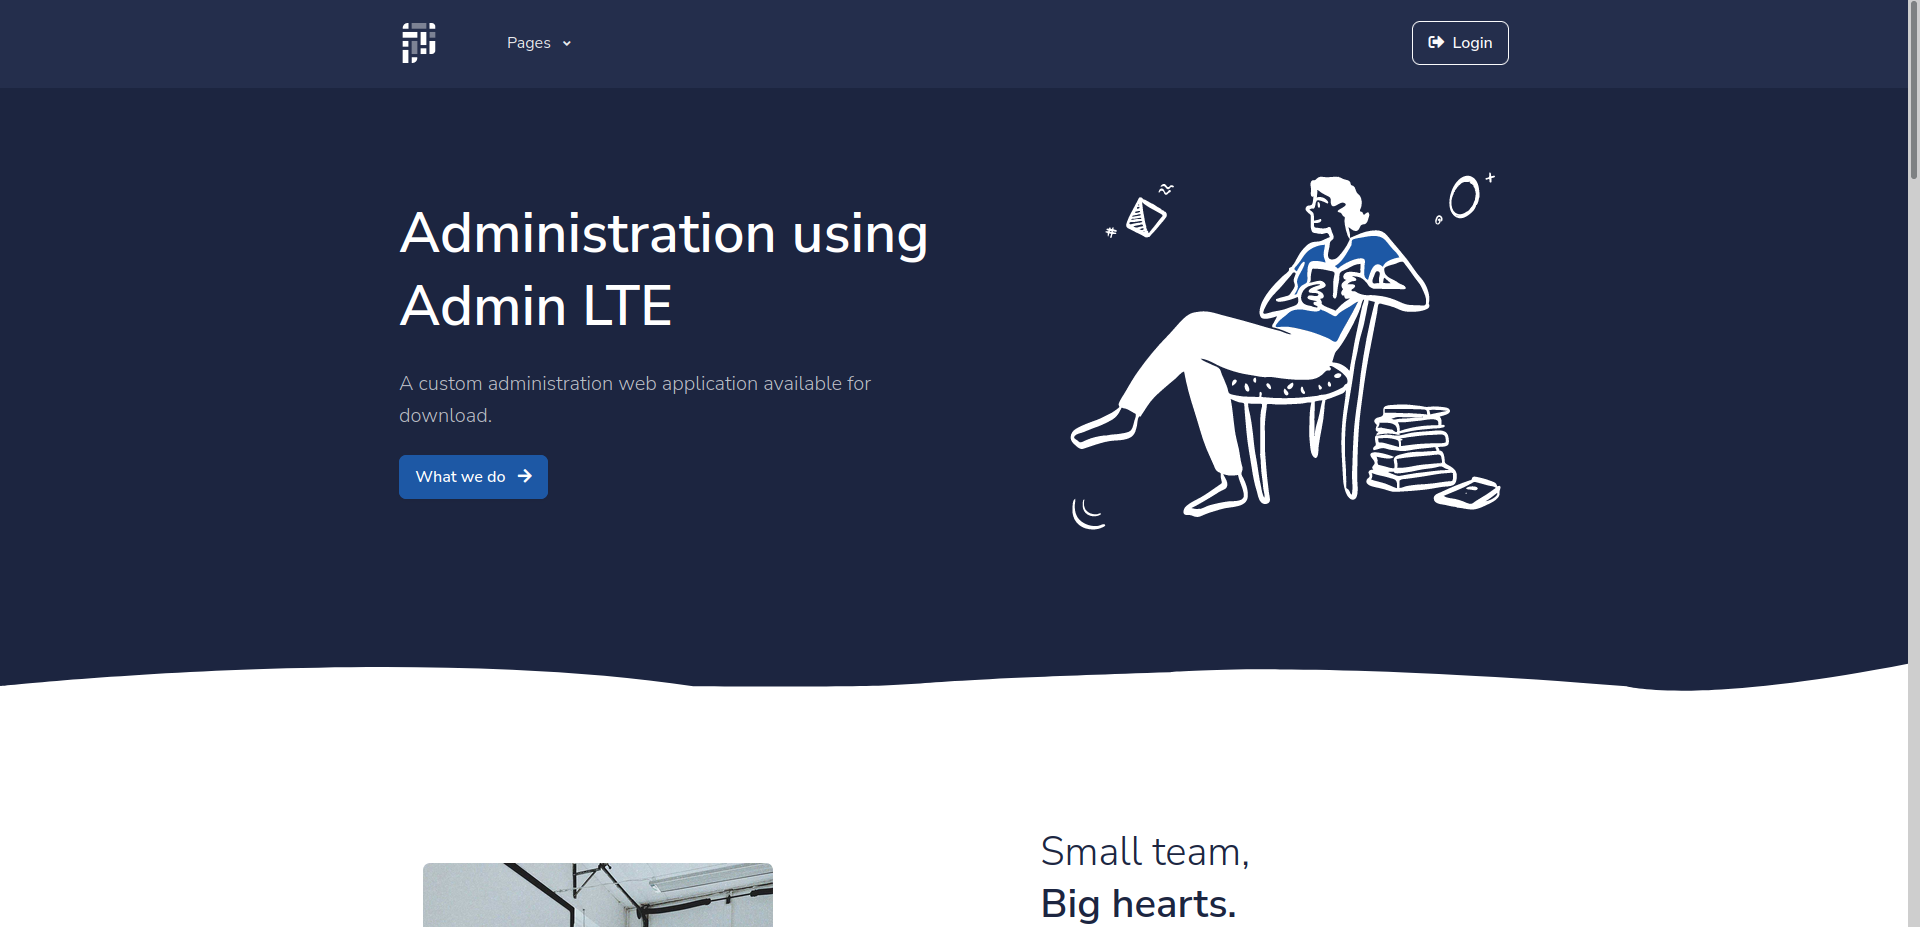 Pages
Login
Administration using
Admin LTE
A custom administration web application available for
download.
What we do
Small team,
Big hearts.